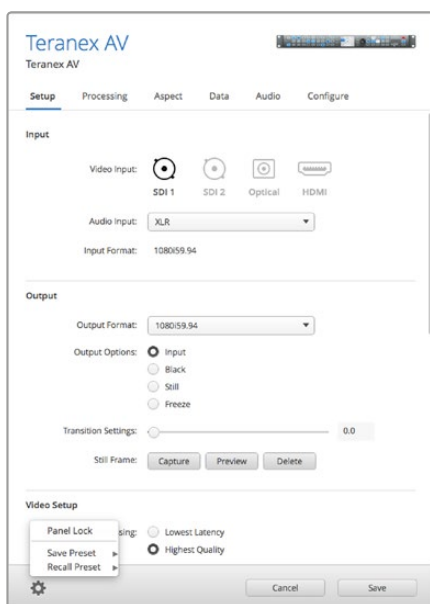 Teranex AV
Teranex AV
Setup Processing Aspect Data Audio Configure
Input
Video Input:
SDI 1 SDI 2 Optical HDMI
Audio Input: XLR
Input Format: 1080i59.94
Output
Output Format: 1080i59.94
Output Options: Input
Black
Still
Freeze
Transition Settings: 0.0
Still Frame: Capture Preview Delete
Video Setup
Panel Lock
sing: Lowest Latency
Save Preset
Highest Quality
Recall Preset
Cancel Save